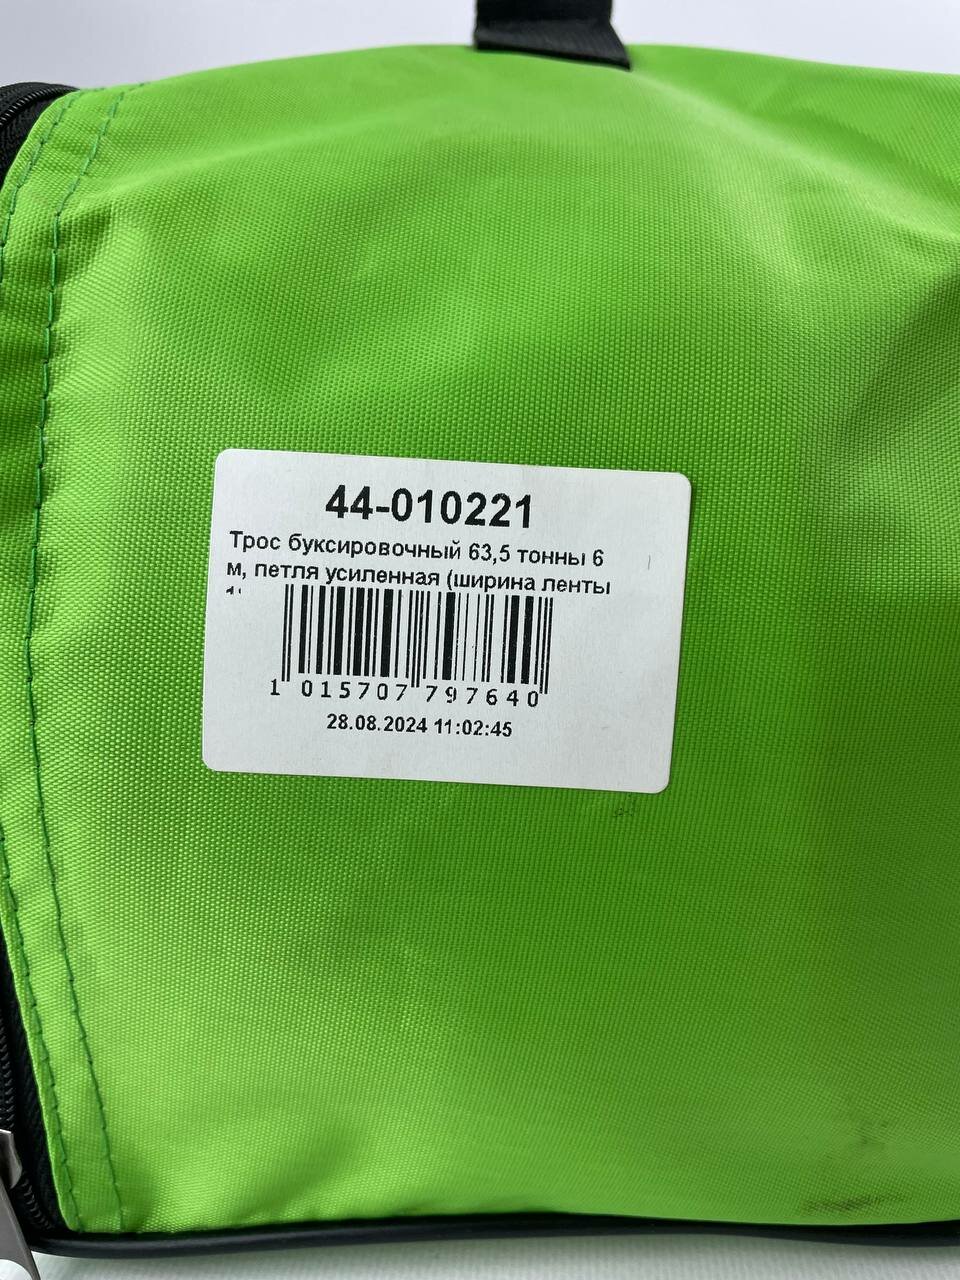 44-010221
Трос буксировочный 63,5 тонны 6
м, петля усиленная (ширина ленты
1 015707 797640
28.08.2024 11:02:45